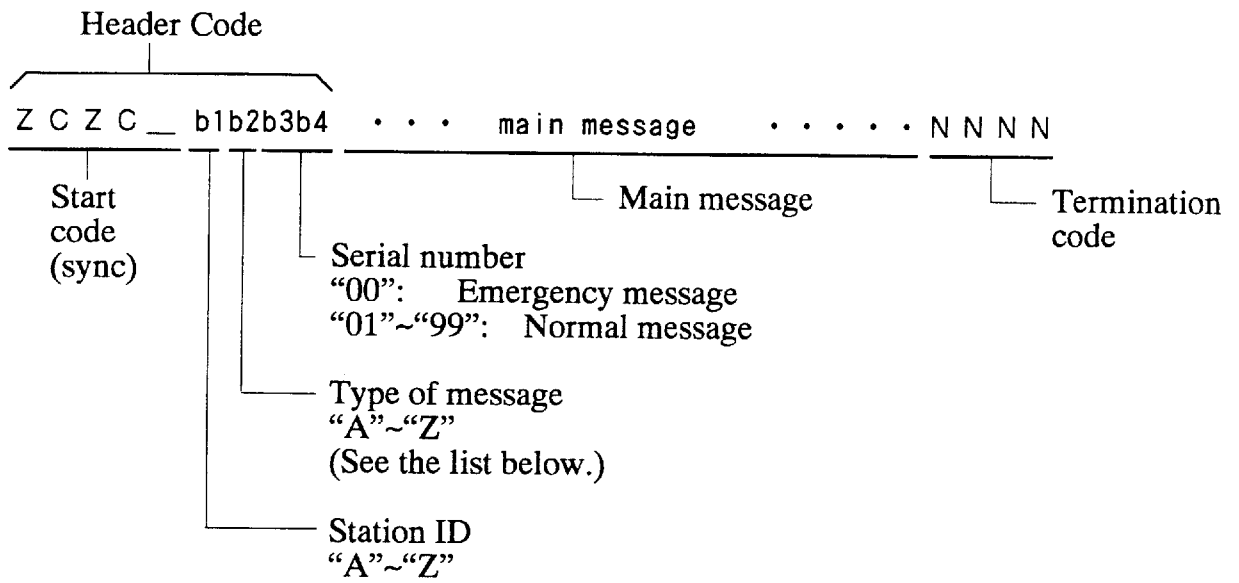 Header Code
Z C Z C _ b1b2b3b4 · · · main message · · · · · N N N N
Start
code
(sync)
Main message
Termination
code
Serial number
“00”: Emergency message
“01”~“99”: Normal message
Type of message
“A”~“Z”
(See the list below.)
Station ID
“A”~“Z”